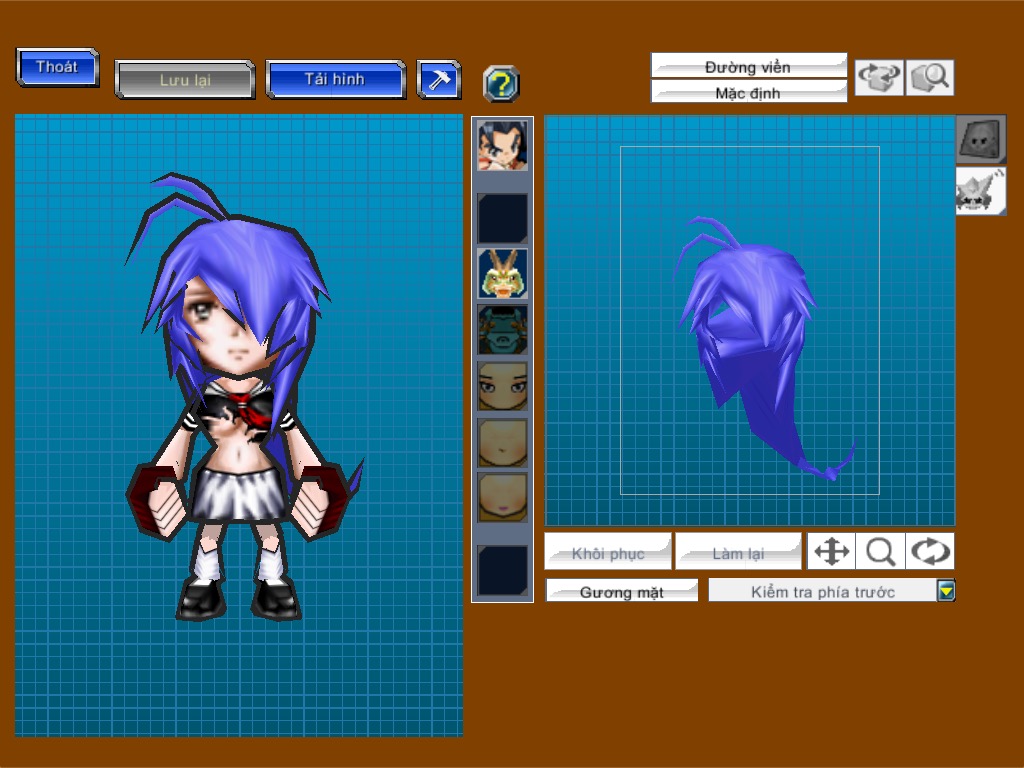 Thoát
Lưu lại
Tải hình
?
Đường viền
Mặc định
Khôi phục
Làm lại
Gương mặt
Kiểm tra phía trước